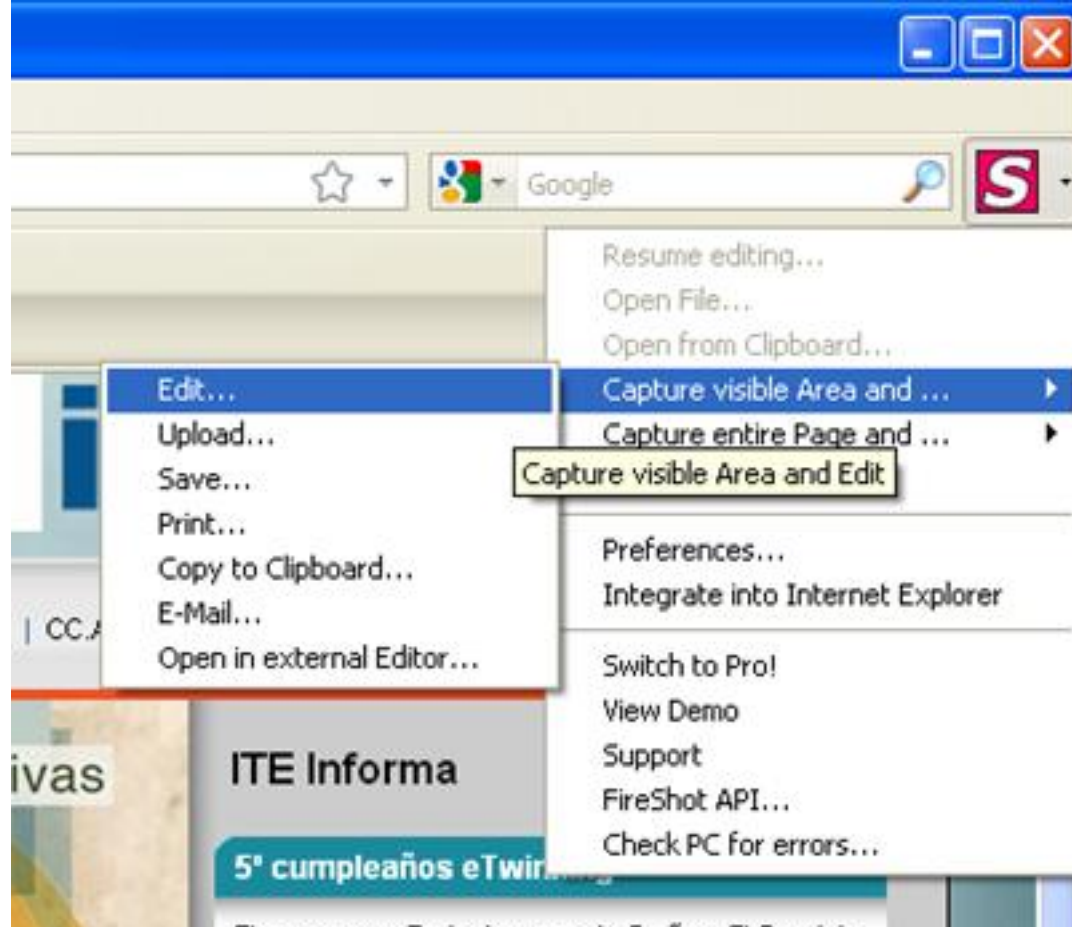 Google
S
Resume editing...
Open File...
Open from Clipboard...
Capture visible Area and ...
Capture entire Page and ...
Capture visible Area and Edit
Preferences...
Integrate into Internet Explorer
Switch to Pro!
View Demo
Support
FireShot API...
Check PC for errors...
Edit...
Upload...
Save...
Print...
Copy to Clipboard...
E-Mail...
Open in external Editor...
| CC.A
ivas
ITE Informa
5º cumpleaños eTwin